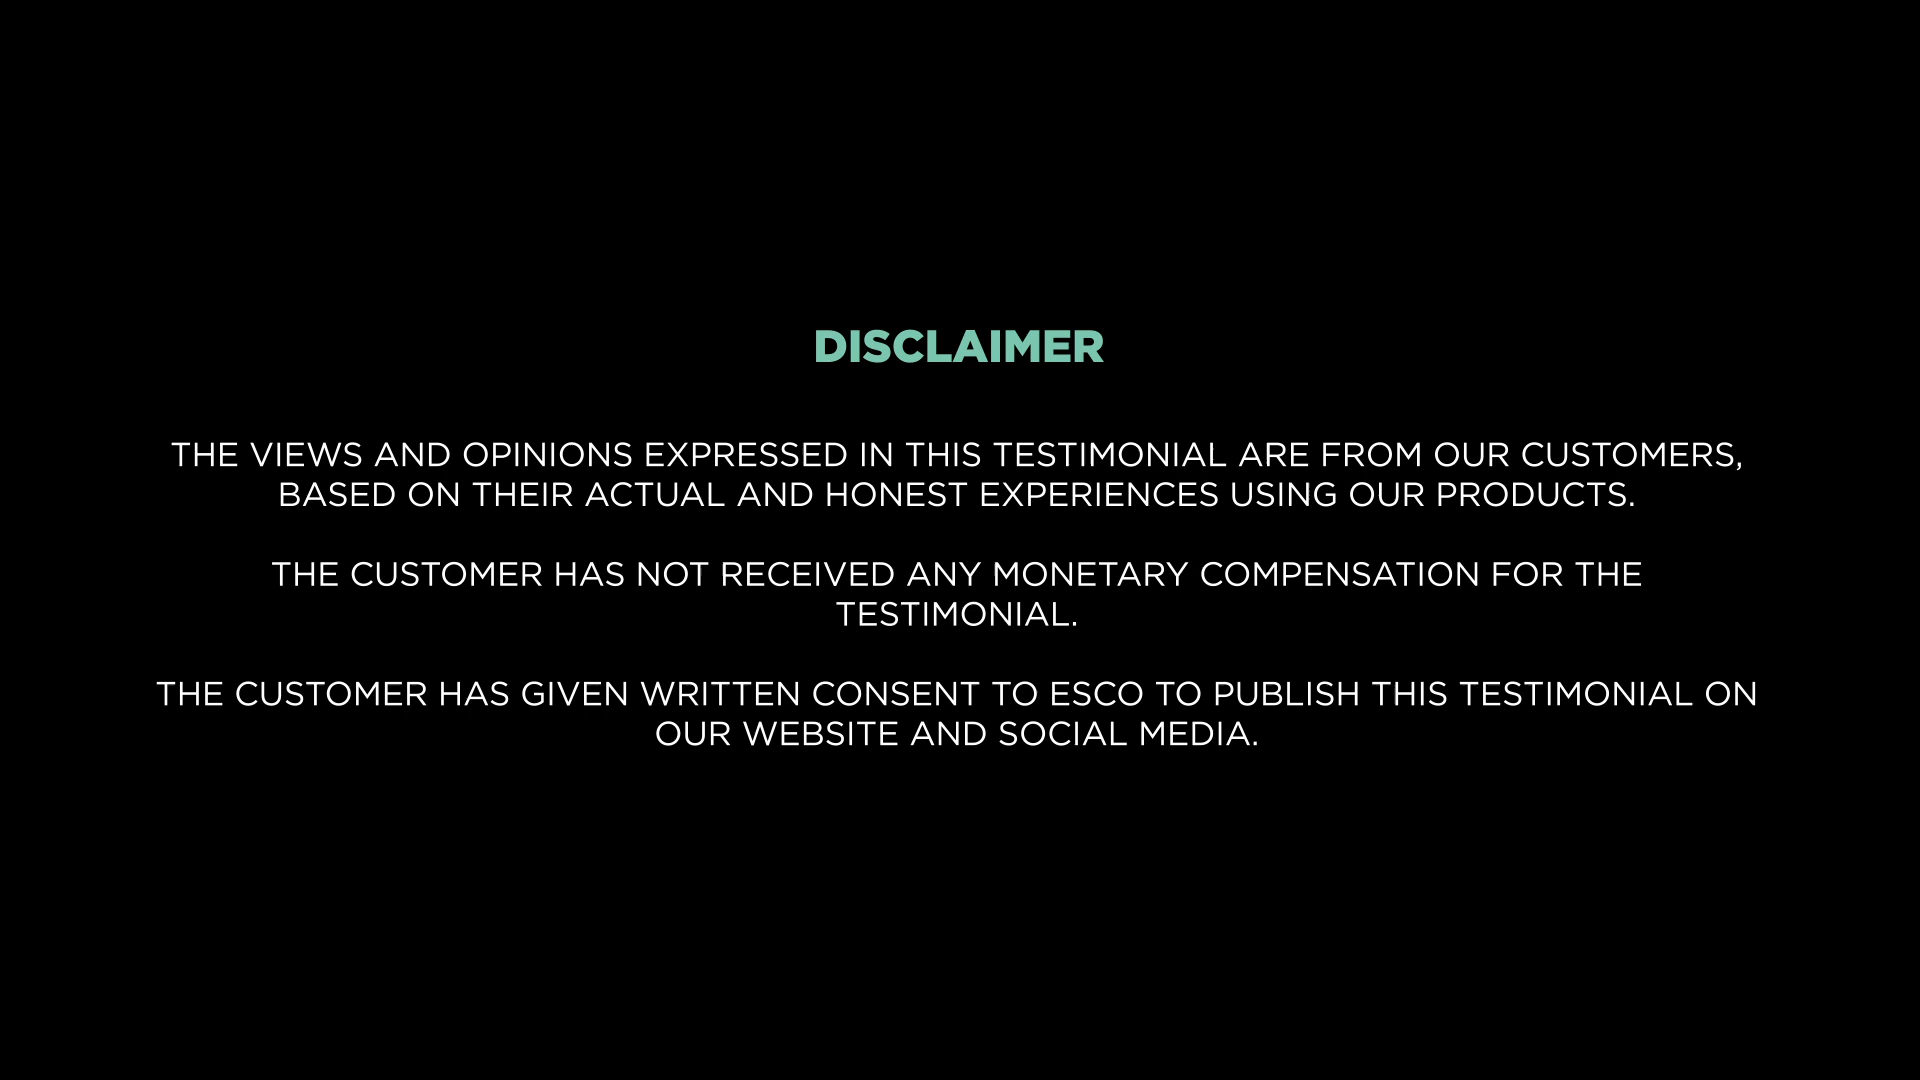 DISCLAIMER
THE VIEWS AND OPINIONS EXPRESSED IN THIS TESTIMONIAL ARE FROM OUR CUSTOMERS,
BASED ON THEIR ACTUAL AND HONEST EXPERIENCES USING OUR PRODUCTS.
THE CUSTOMER HAS NOT RECEIVED ANY MONETARY COMPENSATION FOR THE
TESTIMONIAL.
THE CUSTOMER HAS GIVEN WRITTEN CONSENT TO ESCO TO PUBLISH THIS TESTIMONIAL ON
OUR WEBSITE AND SOCIAL MEDIA.